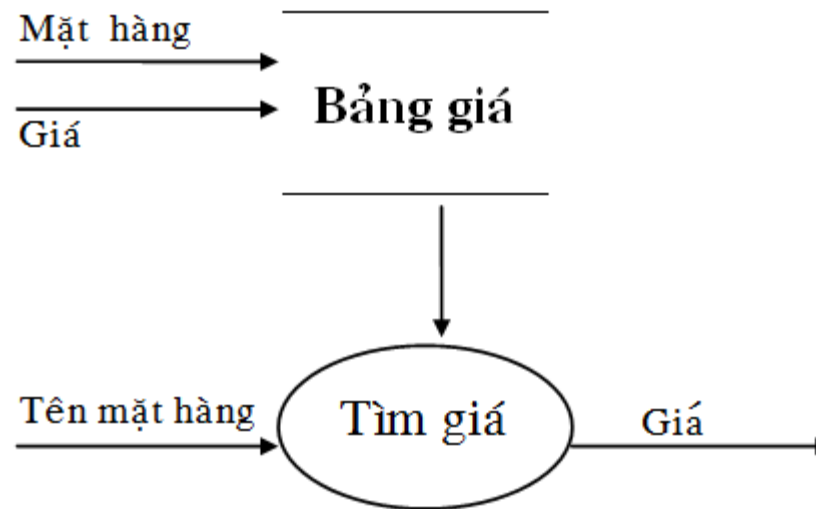 Mặt hàng
Bảng giá
Giá
Tên mặt hàng
Tìm giá
Giá